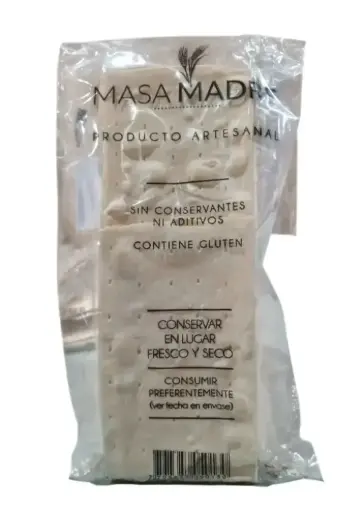 MASA MADRE
PRODUCTO ARTESANAL
SIN CONSERVANTES
NI ADITIVOS
CONTIENE GLUTEN
CONSERVAR
EN LUGAR
FRESCO Y SECO
CONSUMIR
PREFERENTEMENTE
(ver fecha en envase)